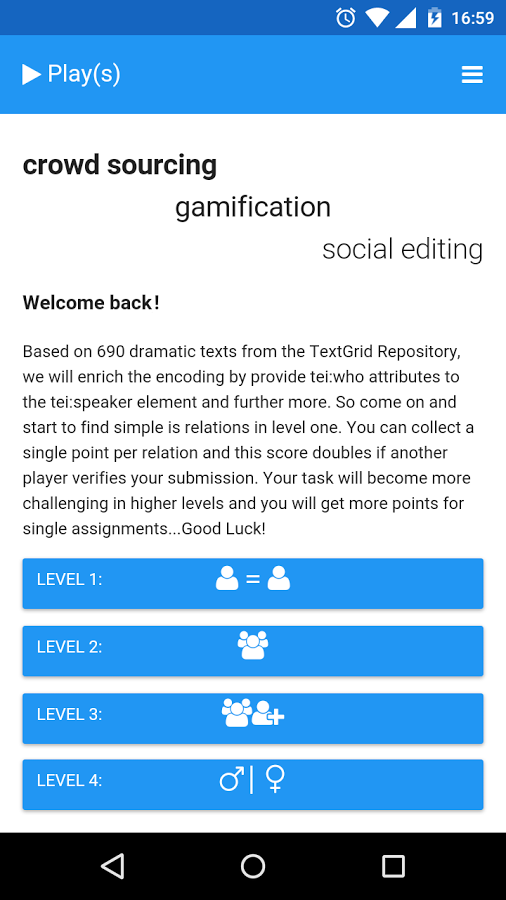 16:59
Play(s)
crowd sourcing
gamification
social editing
Welcome back!
Based on 690 dramatic texts from the TextGrid Repository,
we will enrich the encoding by provide tei:who attributes to
the tei:speaker element and further more. So come on and
start to find simple is relations in level one. You can collect a
single point per relation and this score doubles if another
player verifies your submission. Your task will become more
challenging in higher levels and you will get more points for
single assignments...Good Luck!
LEVEL 1: =
LEVEL 2:
LEVEL 3:
LEVEL 4: ♂| ♀